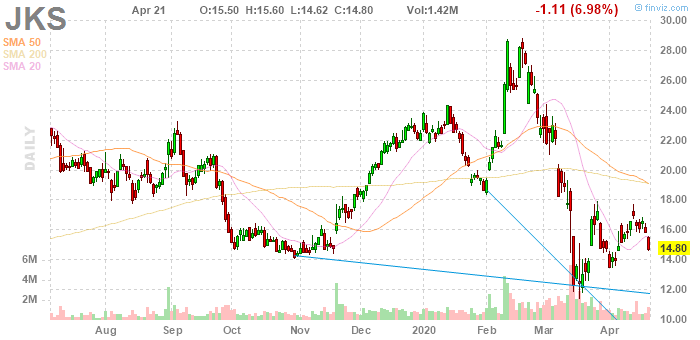 © finviz.com
JKS Apr 21 O:15.50 H:15.60 L:14.62 C:14.80 Vol:1.42M -1.11 (6.98%)
SMA 50
SMA 200
SMA 20
DAILY
30.00
28.00
26.00
24.00
22.00
20.00
18.00
16.00
14.80
14.00
12.00
10.00
6M
4M
2M
Aug Sep Oct Nov Dec 2020 Feb Mar Apr